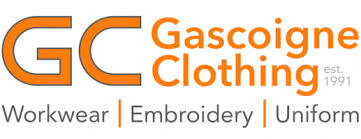 GC Gascoigne
Clothing est.
1991
Workwear | Embroidery | Uniform